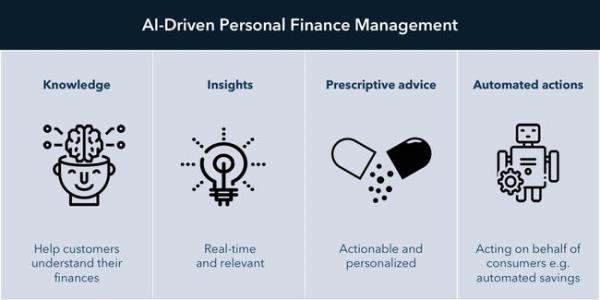 AI-Driven Personal Finance Management
Knowledge
Insights
Prescriptive advice
Automated actions
Help customers
understand their
finances
Real-time
and relevant
Actionable and
personalized
Acting on behalf of
consumers e.g.
automated savings